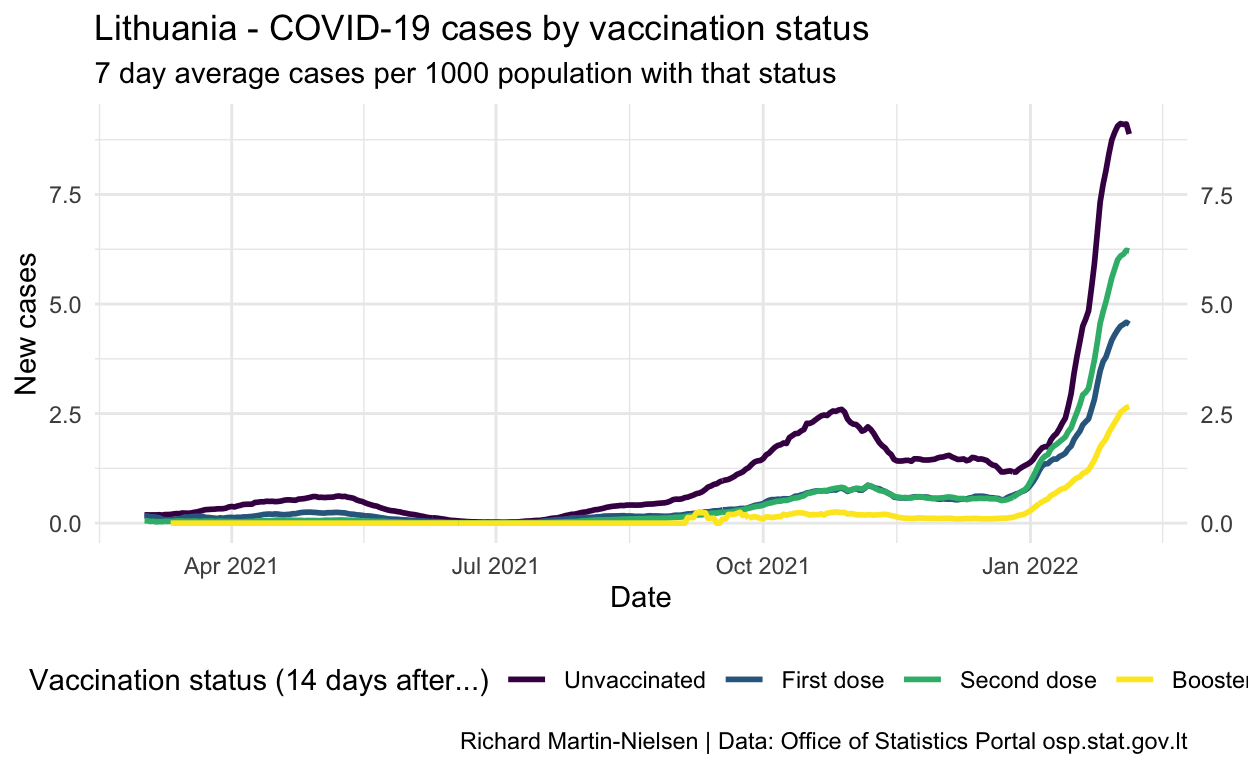 Lithuania - COVID-19 cases by vaccination status
7 day average cases per 1000 population with that status
New cases
7.5
5.0
2.5
0.0
7.5
5.0
2.5
0.0
Apr 2021 Jul 2021 Oct 2021 Jan 2022
Date
Vaccination status (14 days after...) Unvaccinated First dose Second dose Booster
Richard Martin-Nielsen | Data: Office of Statistics Portal osp.stat.gov.lt